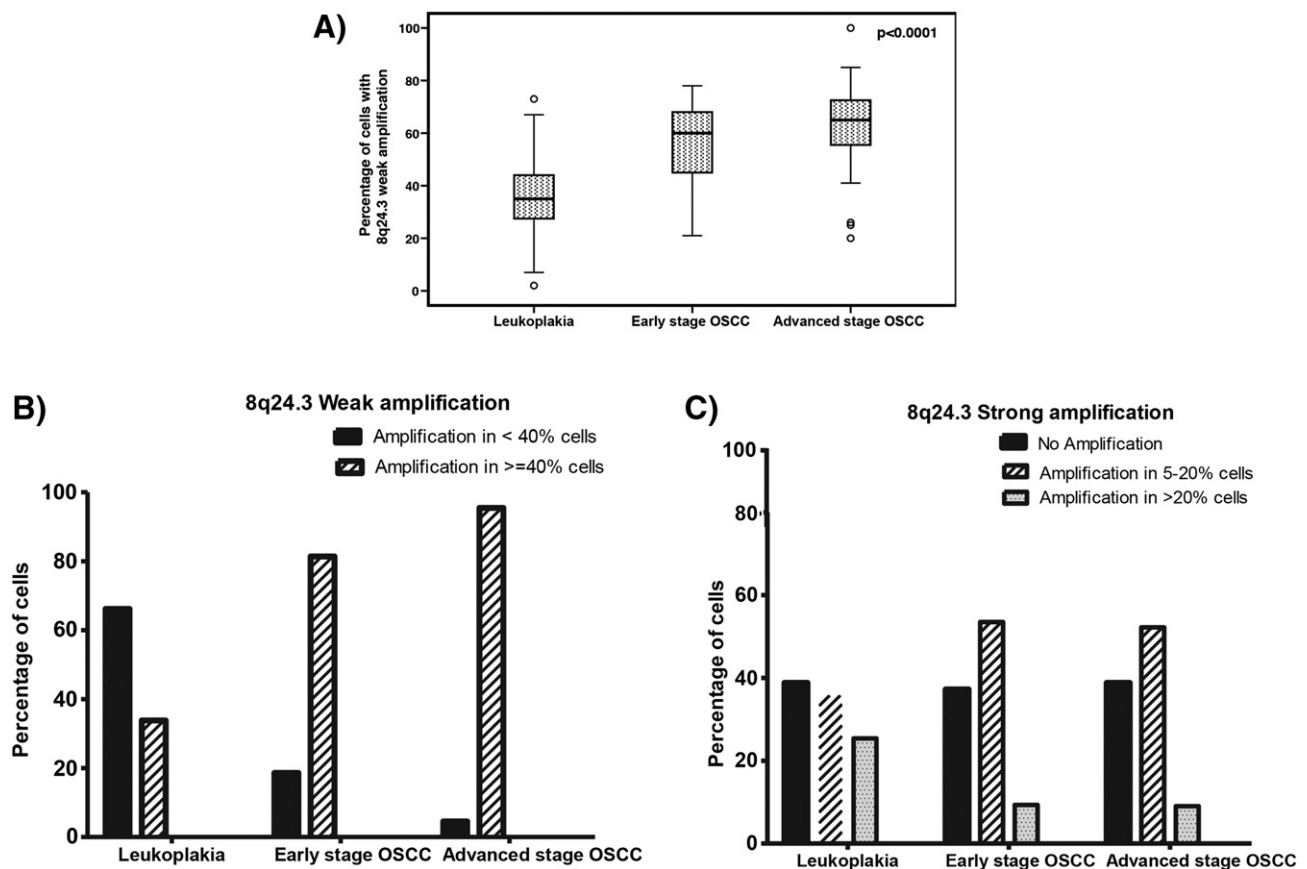 A)
p<0.0001
Percentage of cells with
8q24.3 weak amplification
100
80
60
40
20
0
Leukoplakia
Early stage OSCC
Advanced stage OSCC
B)
8q24.3 Weak amplification
Amplification in < 40% cells
Amplification in >=40% cells
Percentage of cells
100
80
60
40
20
0
Leukoplakia
Early stage OSCC
Advanced stage OSCC
C)
8q24.3 Strong amplification
No Amplification
Amplification in 5-20% cells
Amplification in >20% cells
Percentage of cells
100
80
60
40
20
0
Leukoplakia
Early stage OSCC
Advanced stage OSCC